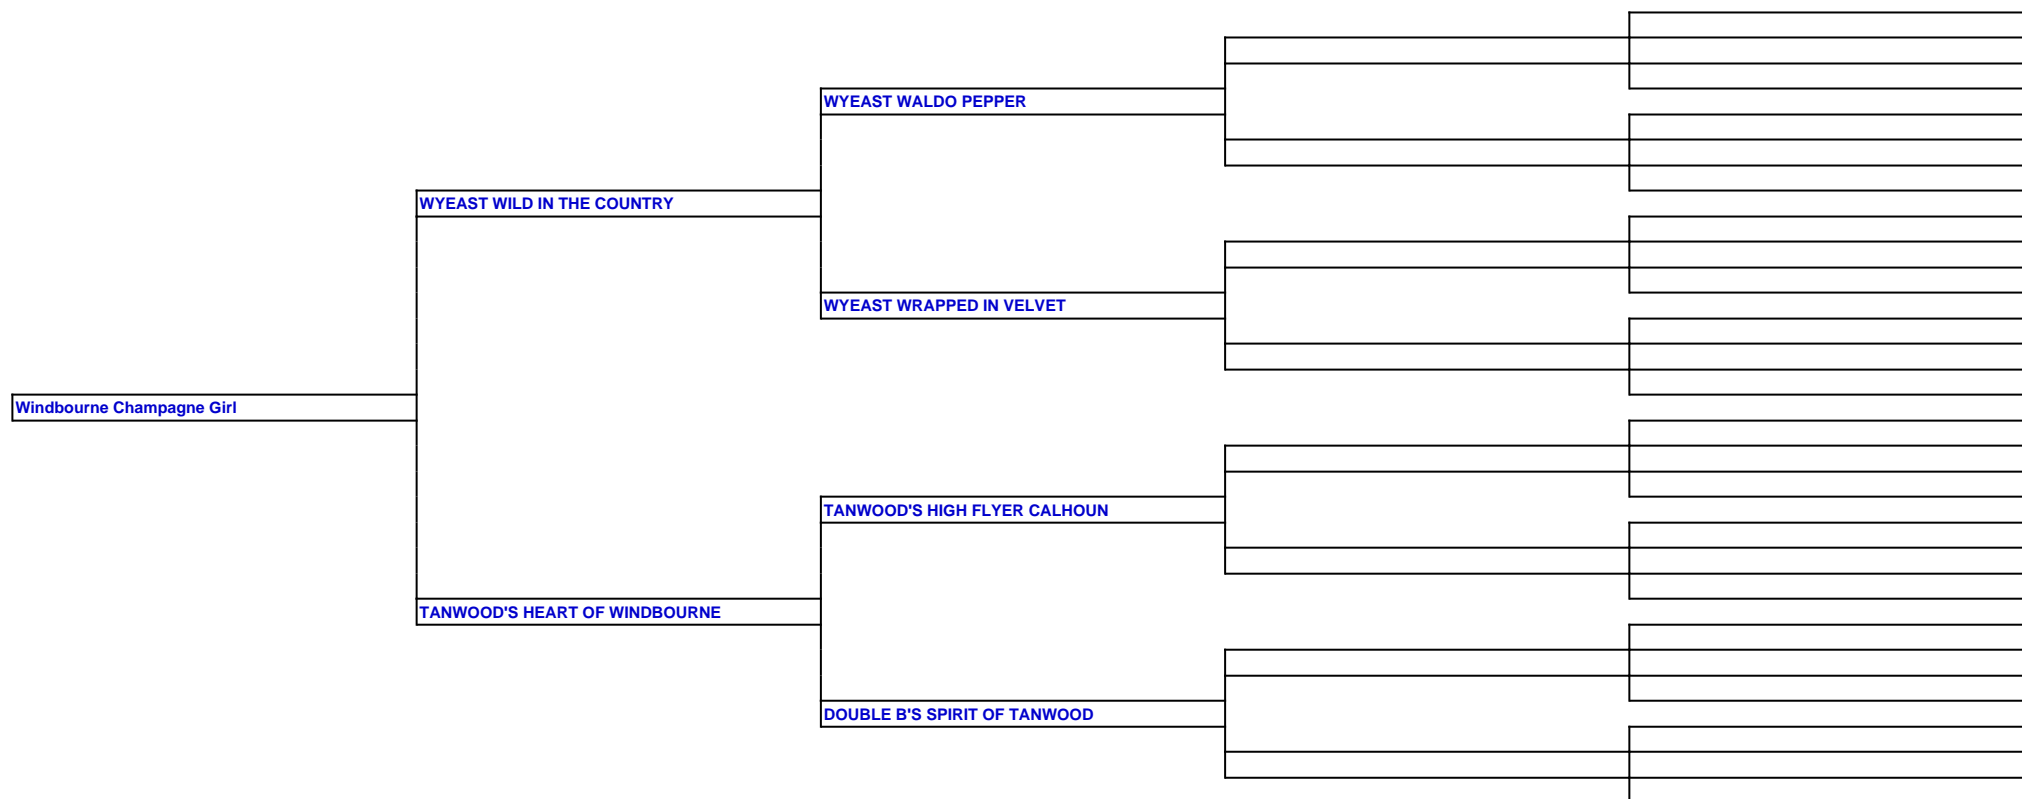 WYEAST WALDO PEPPER
WYEAST WILD IN THE COUNTRY
WYEAST WRAPPED IN VELVET
Windbourne Champagne Girl
TANWOOD'S HIGH FLYER CALHOUN
TANWOOD'S HEART OF WINDBOURNE
DOUBLE B'S SPIRIT OF TANWOOD